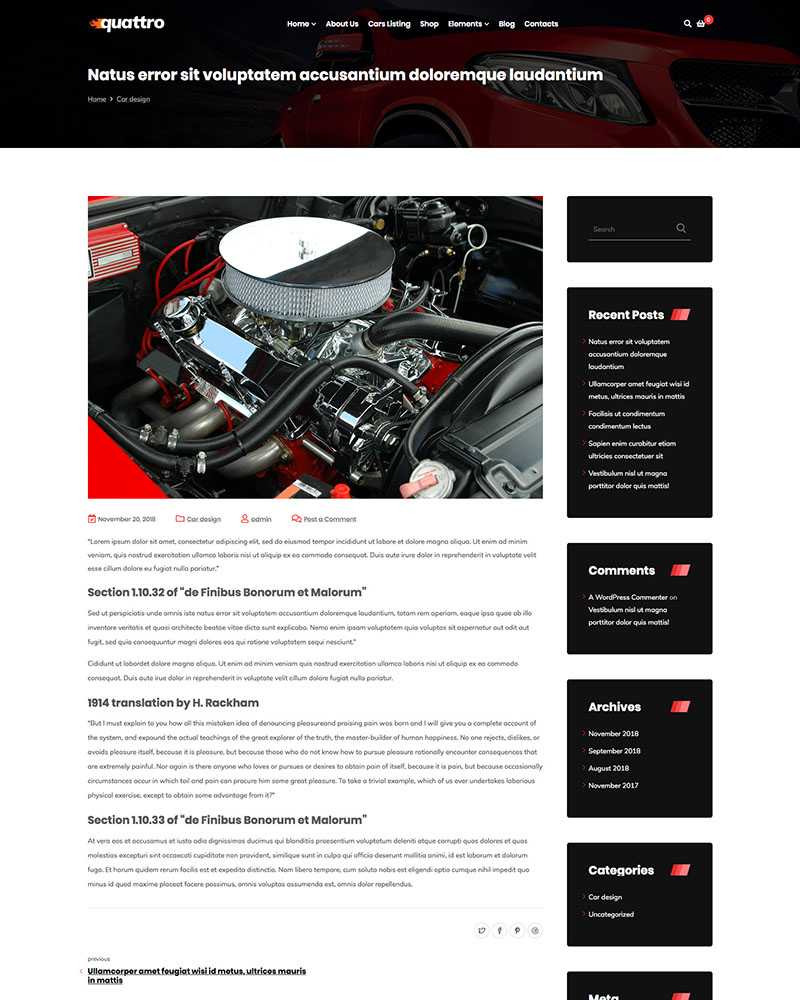 quattro
Home About Us Cars Listing Shop Elements Blog Contacts
0
Natus error sit voluptatem accusantium doloremque laudantium
Home Car design
November 20, 2018 Car design admin Post a Comment
"Lorem ipsum dolor sit amet, consectetur adipiscing elit, sed do eiusmod tempor incididunt ut labore et dolore magna aliqua. Ut enim ad minim
veniam, quis nostrud exercitation ullamco laboris nisi ut aliquip ex ea commodo consequat. Duis aute irure dolor in reprehenderit in voluptate velit
esse cillum dolore eu fugiat nulla pariatur."
Section 1.10.32 of "de Finibus Bonorum et Malorum"
Sed ut perspiciatis unde omnis iste natus error sit voluptatem accusantium doloremque laudantium, totam rem aperiam, eaque ipsa quae ab illo
inventore veritatis et quasi architecto beatae vitae dicta sunt explicabo. Nemo enim ipsam voluptatem quia voluptas sit aspernatur aut odit aut
fugit, sed quia consequuntur magni dolores eos qui ratione voluptatem sequi nesciunt."
Cididunt ut labordet dolore magna aliqua. Ut enim ad minim veniam quis nostrud exercitation ullamco laboris nisi ut aliquip ex ea commodo
consequat. Duis aute irue dolor in reprehenderit in voluptate velit cillum dolore fugiat nulla pariatur.
1914 translation by H. Rackham
"But I must explain to you how all this mistaken idea of denouncing pleasureand praising pain was born and I will give you a complete account of
the system, and expound the actual teachings of the great explorer of the truth, the master-builder of human happiness. No one rejects, dislikes, or
avoids pleasure itself, because it is pleasure, but because those who do not know how to pursue pleasure rationally encounter consequences that
are extremely painful. Nor again is there anyone who loves or pursues or desires to obtain pain of itself, because it is pain, but because occasionally
circumstances occur in which toil and pain can procure him some great pleasure. To take a trivial example, which of us ever undertakes laborious
physical exercise, except to obtain some advantage from it?"
Section 1.10.33 of "de Finibus Bonorum et Malorum"
At vero eos et accusamus et iusto odio dignissimos ducimus qui blanditiis praesentium voluptatum deleniti atque corrupti quos dolores et quas
molestias excepturi sint occaecati cupiditate non provident, similique sunt in culpa qui officia deserunt mollitia animi, id est laborum et dolorum
fuga. Et harum quidem rerum facilis est et expedita distinctio. Nam libero tempore, cum soluta nobis est eligendi optio cumque nihil impedit quo
minus id quod maxime placeat facere possimus, omnis voluptas assumenda est, omnis dolor repellendus.
previous
Ullamcorper amet feugiat wisi id metus, ultrices mauris
in mattis
Search
Recent Posts
Natus error sit voluptatem
accusantium doloremque
laudantium
Ullamcorper amet feugiat wisi id
metus, ultrices mauris in mattis
Facilisis ut condimentum
condimentum lectus
Sapien enim curabitur etiam
ultricies consectetuer sit
Vestibulum nisl ut magna
porttitor dolor quis mattis!
Comments
A WordPress Commenter on
Vestibulum nisl ut magna
porttitor dolor quis mattis!
Archives
November 2018
September 2018
August 2018
November 2017
Categories
Car design
Uncategorized
Meta